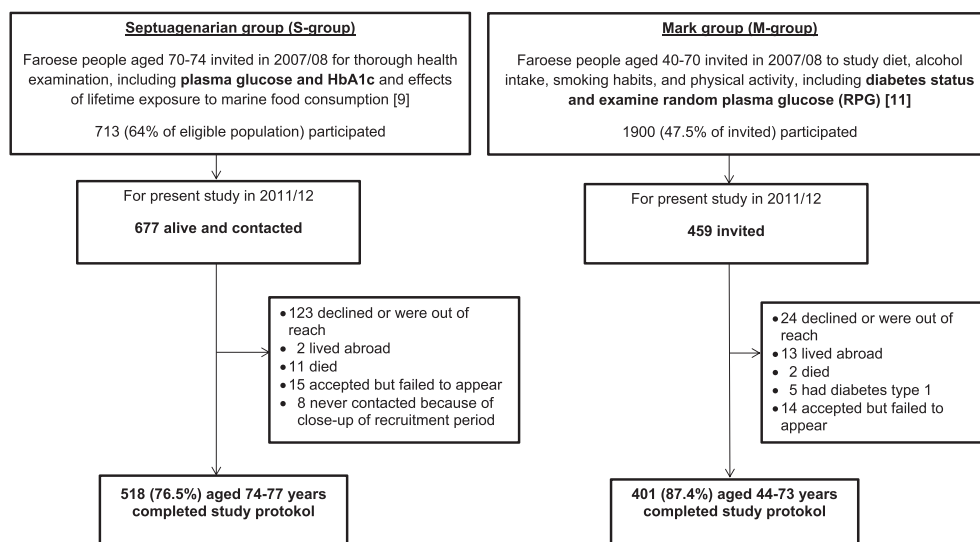 Septuagenarian group (S-group)
Faroese people aged 70-74 invited in 2007/08 for thorough health
examination, including plasma glucose and HbA1c and effects
of lifetime exposure to marine food consumption [9]
713 (64% of eligible population) participated
For present study in 2011/12
677 alive and contacted
•123 declined or were out of
reach
• 2 lived abroad
•11 died
•15 accepted but failed to appear
• 8 never contacted because of
close-up of recruitment period
518 (76.5%) aged 74-77 years
completed study protokol
Mark group (M-group)
Faroese people aged 40-70 invited in 2007/08 to study diet, alcohol
intake, smoking habits, and physical activity, including diabetes status
and examine random plasma glucose (RPG) [11]
1900 (47.5% of invited) participated
For present study in 2011/12
459 invited
•24 declined or were out of
reach
•13 lived abroad
• 2 died
• 5 had diabetes type 1
•14 accepted but failed to
appear
401 (87.4%) aged 44-73 years
completed study protokol